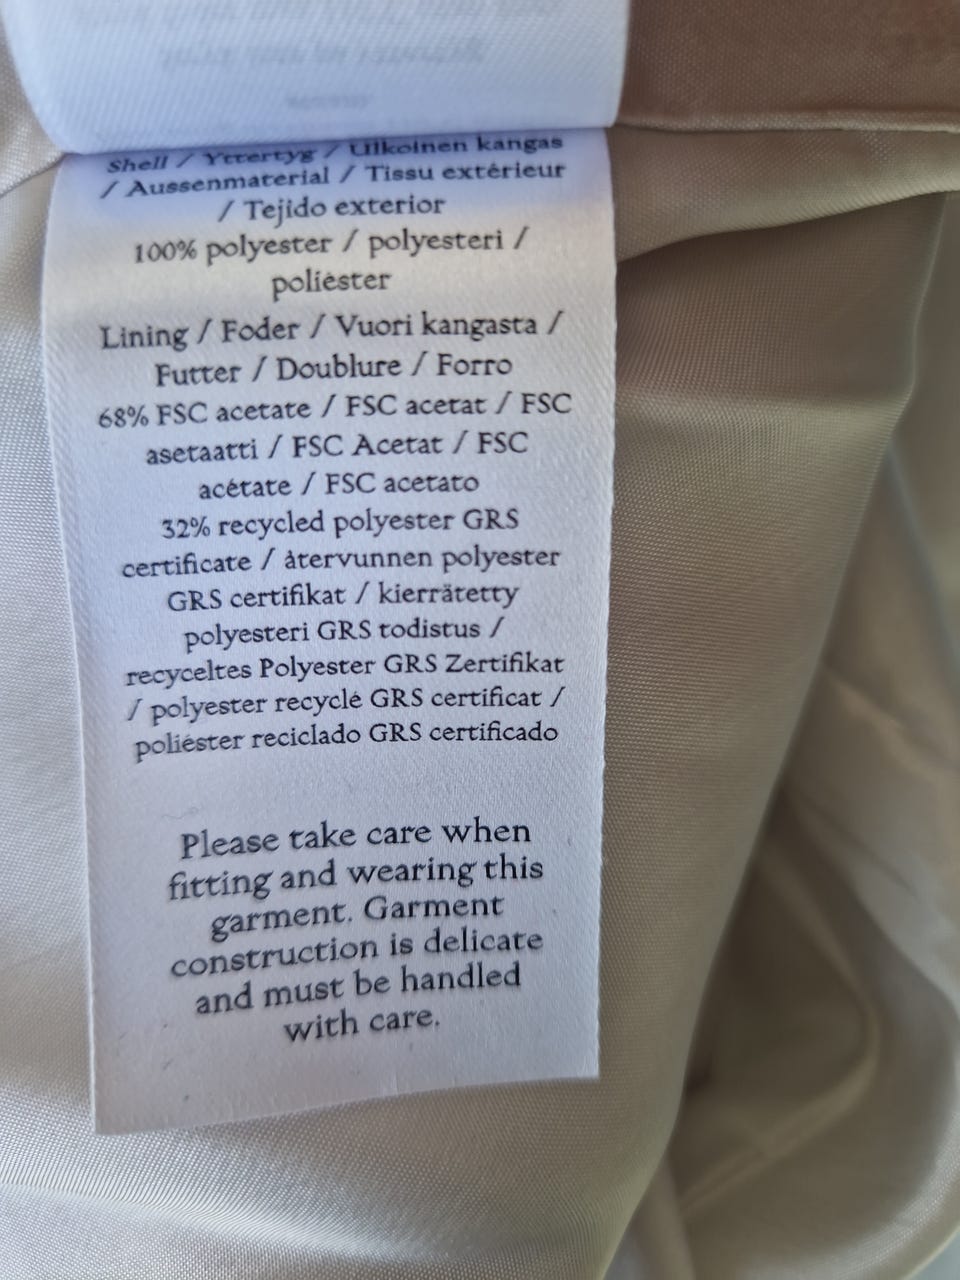 Shell / Yttertyg / Ulkoinen kangas
/ Aussenmaterial / Tissu extérieur
/ Tejido exterior
100% polyester / polyesteri /
poliéster
Lining / Foder / Vuori kangasta /
Futter / Doublure / Forro
68% FSC acetate / FSC acetat / FSC
asetaatti / FSC Acetat / FSC
acétate / FSC acetato
32% recycled polyester GRS
certificate / återvunnen polyester
GRS certifikat / kierrätetty
polyesteri GRS todistus /
recyceltes Polyester GRS Zertifikat
/ polyester recyclé GRS certificat /
poliéster reciclado GRS certificado
Please take care when
fitting and wearing this
garment. Garment
construction is delicate
and must be handled
with care.